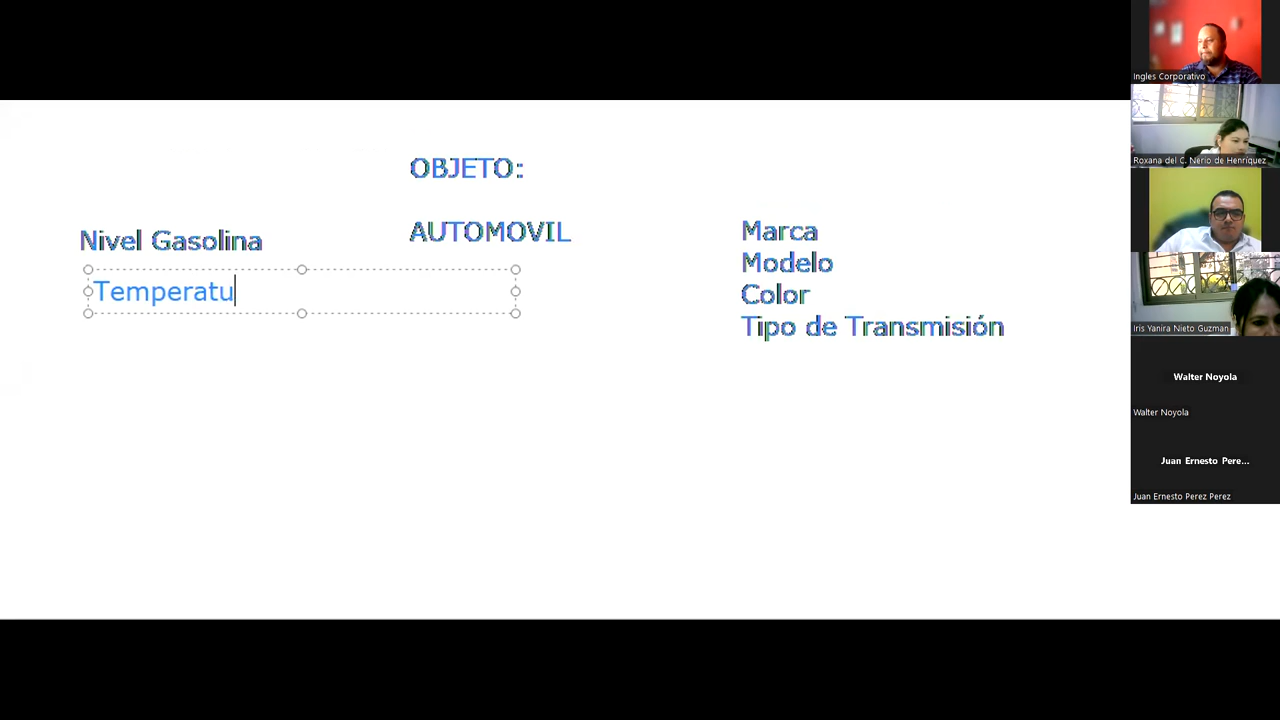 OBJETO:
AUTOMOVIL
Nivel Gasolina
Temperatu
Marca
Modelo
Color
Tipo de Transmisión
Ingles Corporativo
Roxana del C. Nerio de Henríquez
Iris Yanira Nieto Guzman
Walter Noyola
Walter Noyola
Juan Ernesto Pere...
Juan Ernesto Perez Perez